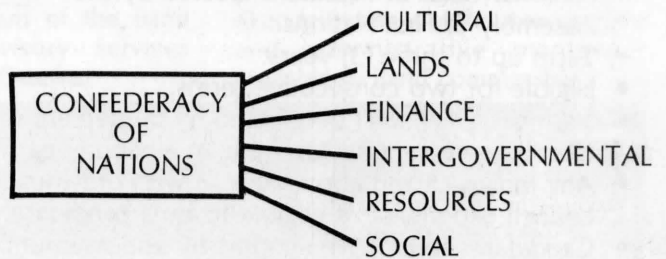 CONFEDERACY
OF
NATIONS
CULTURAL
LANDS
FINANCE
INTERGOVERNMENTAL
RESOURCES
SOCIAL